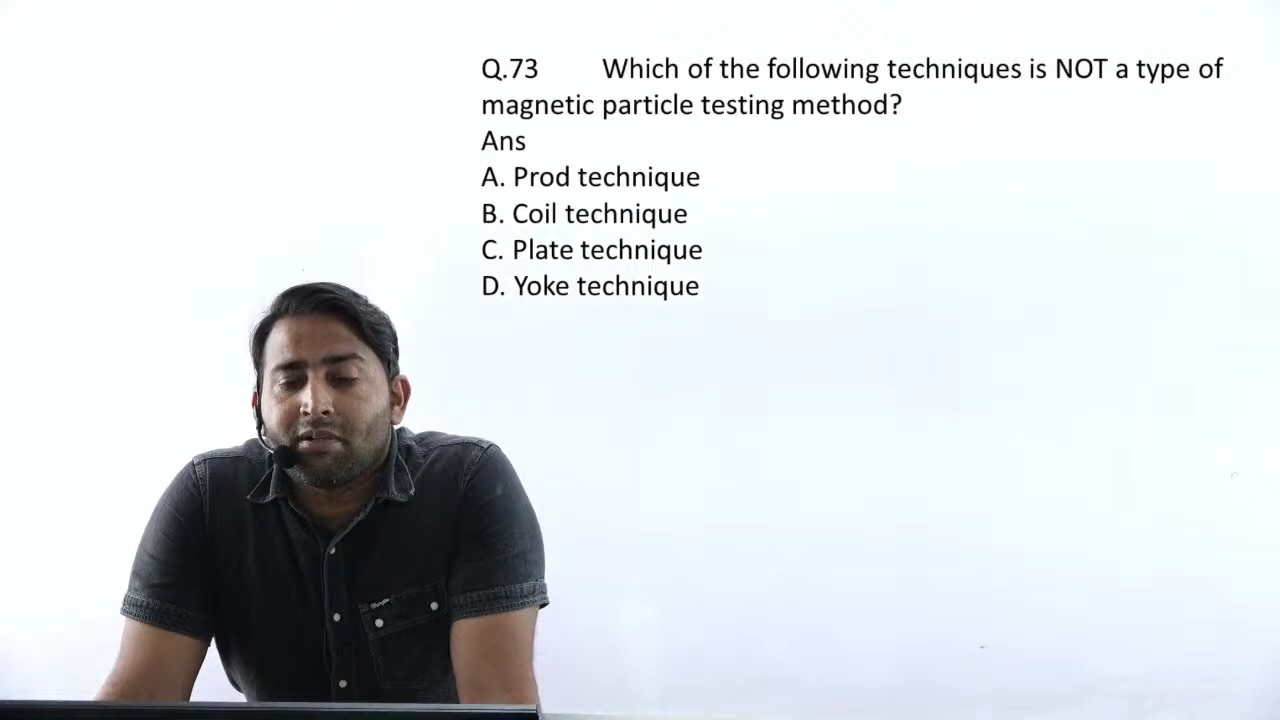 Q.73 Which of the following techniques is NOT a type of
magnetic particle testing method?
Ans
A. Prod technique
B. Coil technique
C. Plate technique
D. Yoke technique